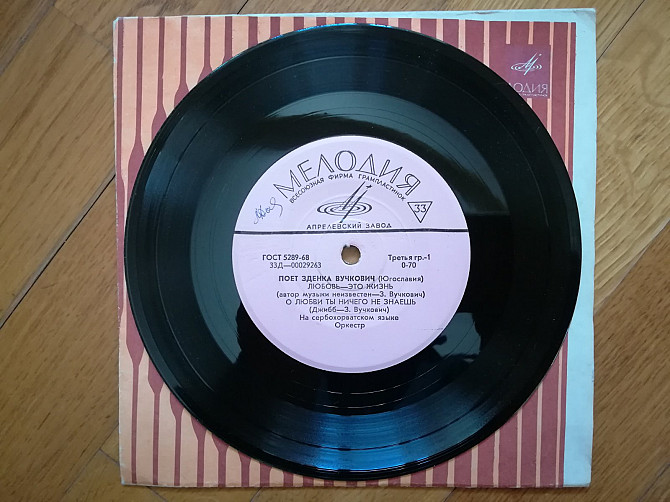 МЕЛОДИЯ
ВСЕСОЮЗНАЯ ФИРМА ГРАМПЛАСТИНОК
33
АПРЕЛЕВСКИЙ ЗАВОД
ГОСТ 5289-68
33Д—00029263
Третья гр.-1
0-70
ПОЕТ ЗДЕНКА ВУЧКОВИЧ (Югославия)
ЛЮБОВЬ—ЭТО ЖИЗНЬ
(автор музыки неизвестен—З. Вучкович)
О ЛЮБВИ ТЫ НИЧЕГО НЕ ЗНАЕШЬ
(Джибб—З. Вучкович)
На сербохорватском языке
Оркестр
ЛОДИЯ